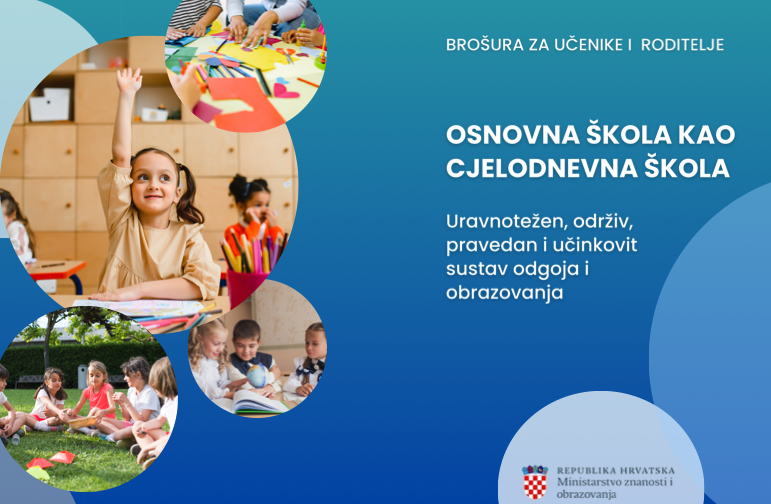 BROŠURA ZA UČENIKE I RODITELJE
OSNOVNA ŠKOLA KAO
CJELODNEVNA ŠKOLA
Uravnotežen, održiv,
pravedan i učinkovit
sustav odgoja i
obrazovanja
REPUBLIKA HRVATSKA
Ministarstvo znanosti i
obrazovanja